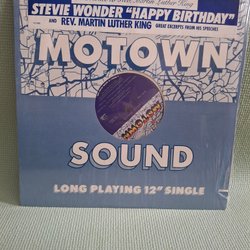 STEVIE WONDER "HAPPY BIRTHDAY"
AND REV. MARTIN LUTHER KING GREAT EXCERPTS FROM HIS SPEECHES
MOTOWN
SOUND
LONG PLAYING 12" SINGLE